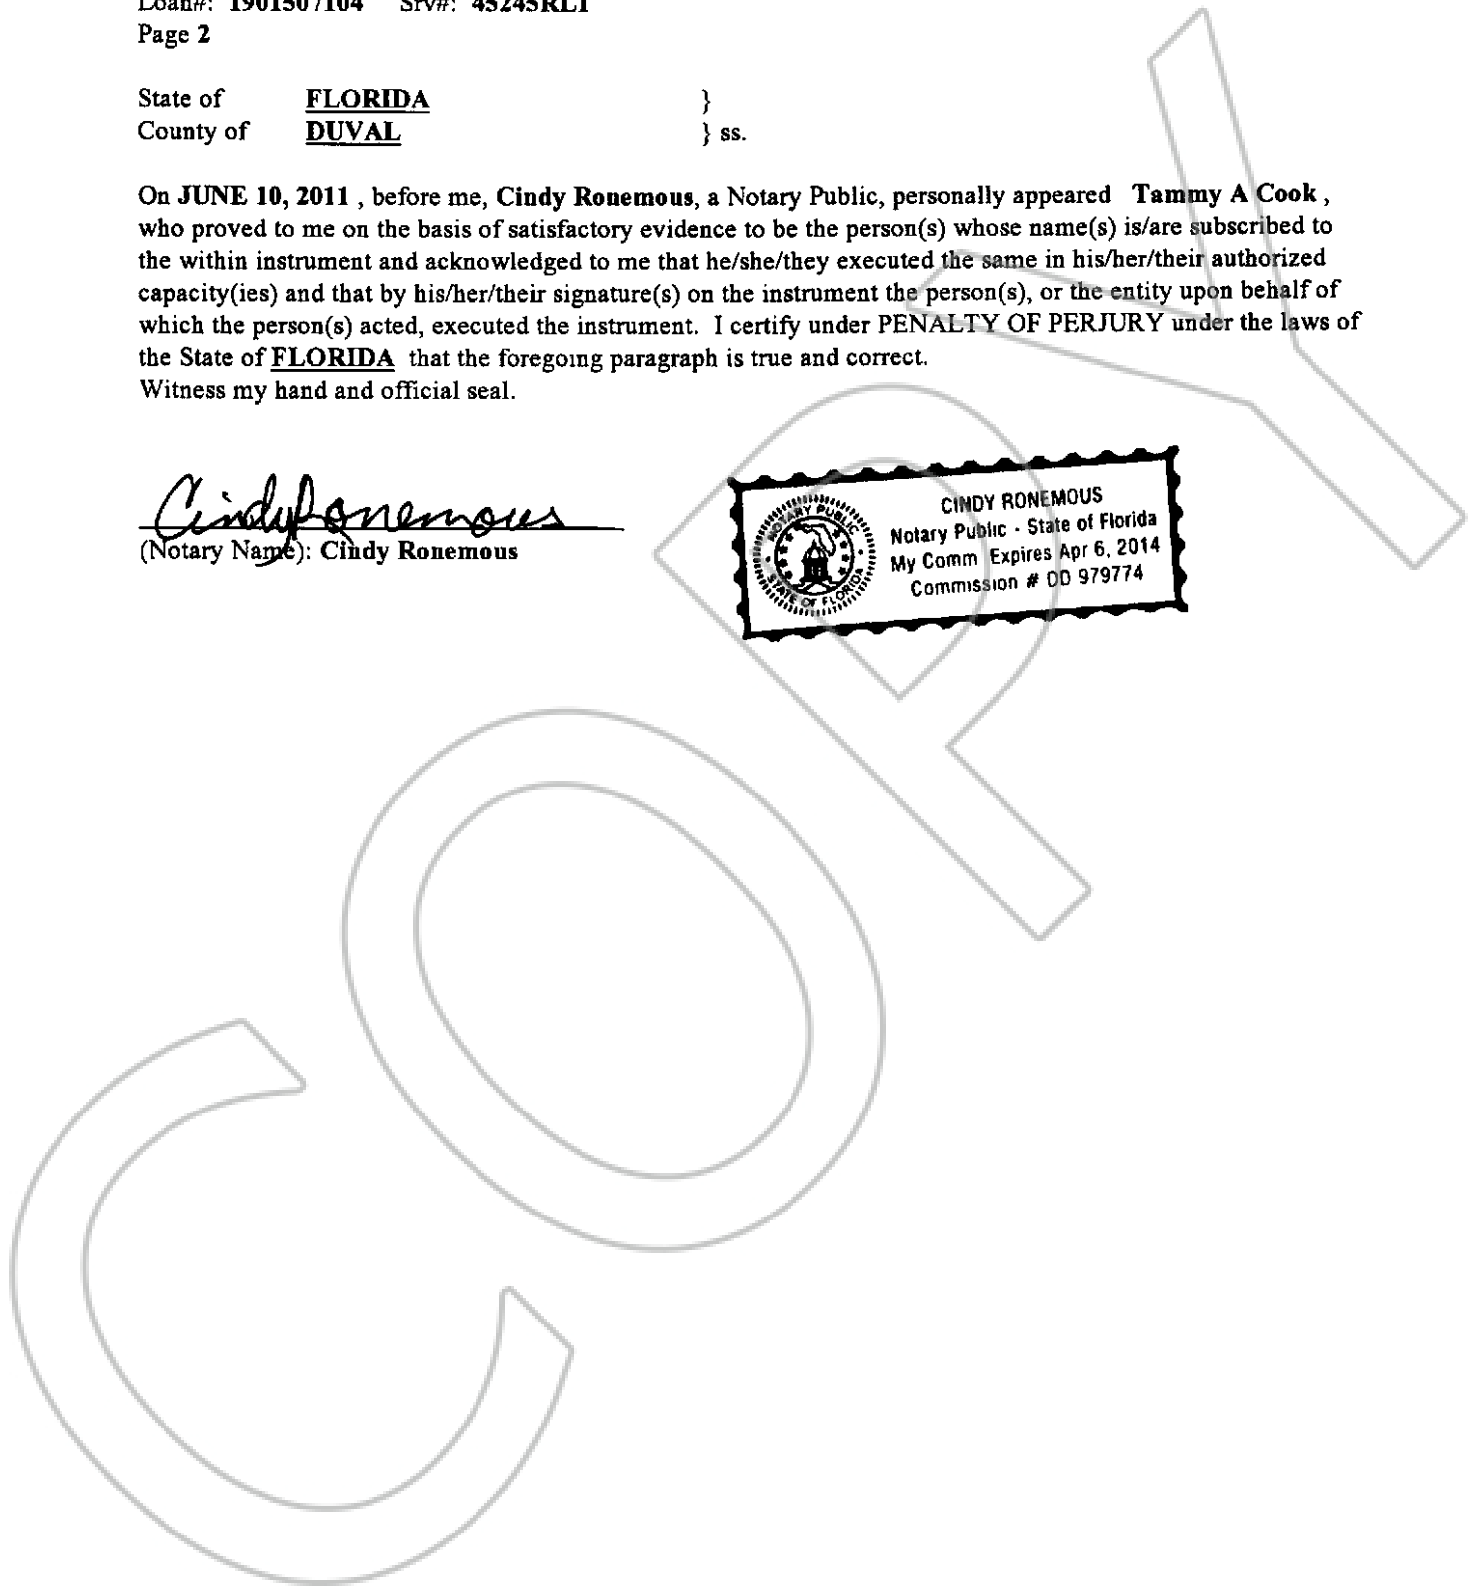 Loan#: 1901507104 Srv#: 45245RL1
Page 2
State of FLORIDA }
County of DUVAL } ss.
On JUNE 10, 2011 , before me, Cindy Ronemous, a Notary Public, personally appeared Tammy A Cook ,
who proved to me on the basis of satisfactory evidence to be the person(s) whose name(s) is/are subscribed to
the within instrument and acknowledged to me that he/she/they executed the same in his/her/their authorized
capacity(ies) and that by his/her/their signature(s) on the instrument the person(s), or the entity upon behalf of
which the person(s) acted, executed the instrument. I certify under PENALTY OF PERJURY under the laws of
the State of FLORIDA that the foregoing paragraph is true and correct.
Witness my hand and official seal.
Cindy Ronemous
(Notary Name): Cindy Ronemous
NOTARY PUBLIC
STATE OF FLORIDA
CINDY RONEMOUS
Notary Public - State of Florida
My Comm Expires Apr 6, 2014
Commission # DD 979774
COPY